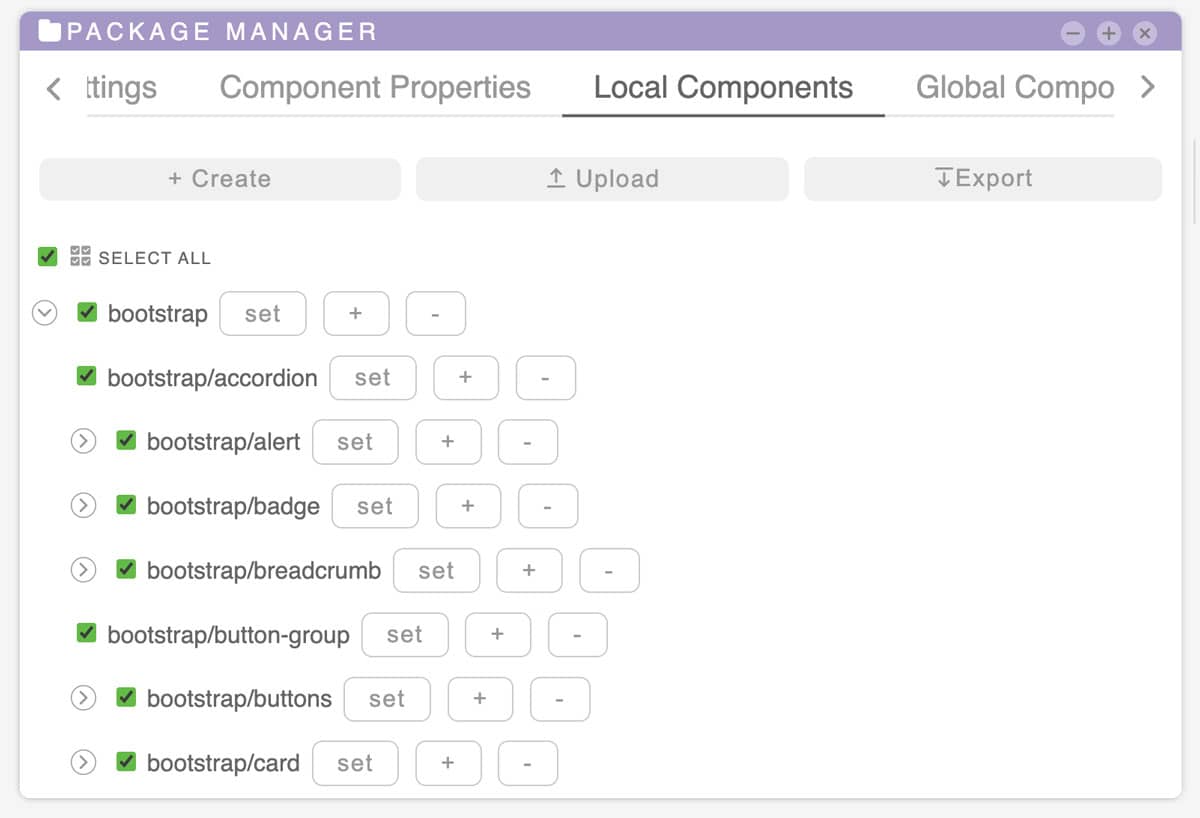 PACKAGE MANAGER
ttings Component Properties Local Components Global Compo
+ Create Upload Export
SELECT ALL
bootstrap set + -
bootstrap/accordion set + -
bootstrap/alert set + -
bootstrap/badge set + -
bootstrap/breadcrumb set + -
bootstrap/button-group set + -
bootstrap/buttons set + -
bootstrap/card set + -